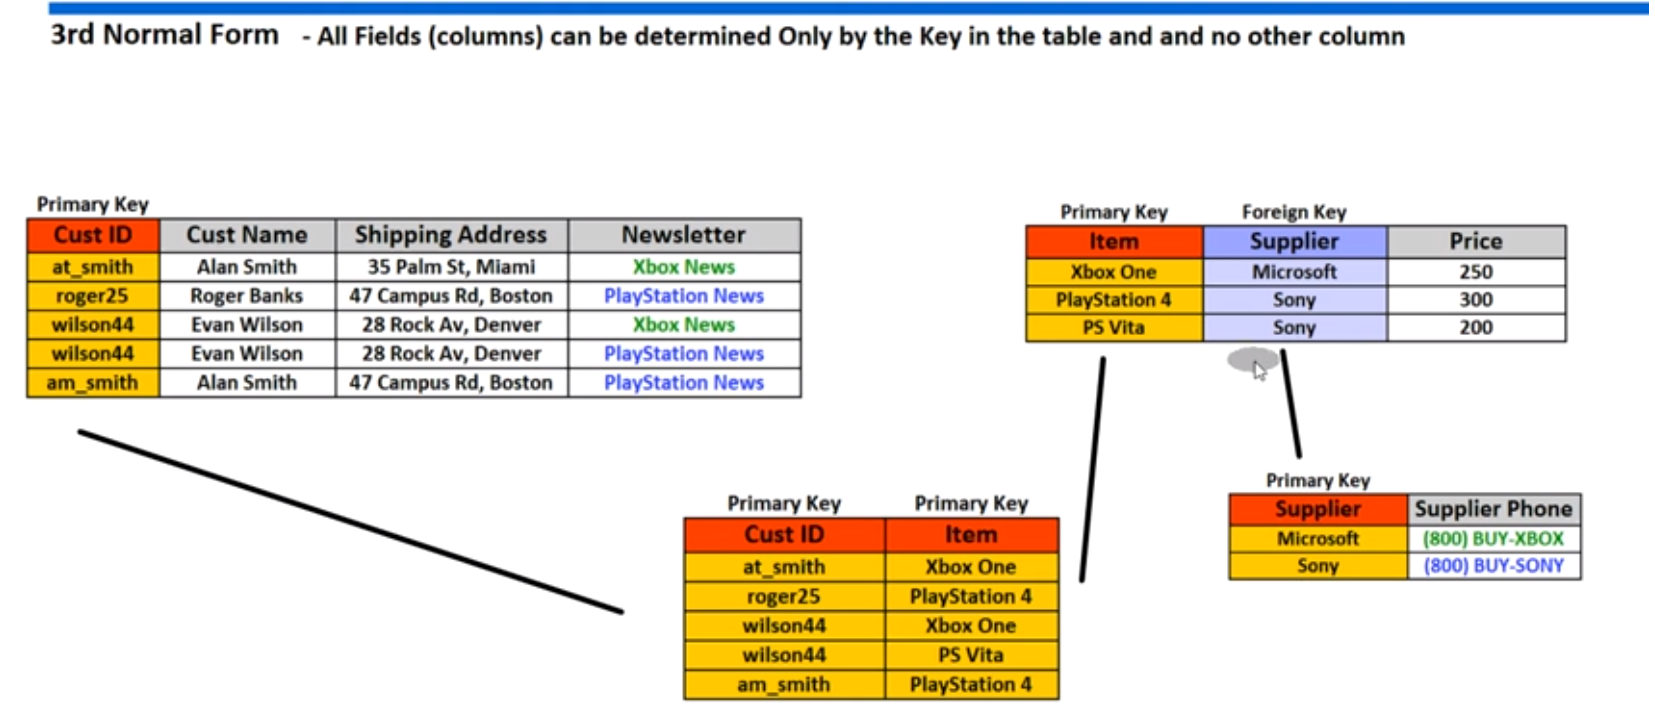 3rd Normal Form - All Fields (columns) can be determined Only by the Key in the table and and no other column
Primary Key
Cust ID Cust Name Shipping Address Newsletter
at_smith Alan Smith 35 Palm St, Miami Xbox News
roger25 Roger Banks 47 Campus Rd, Boston PlayStation News
wilson44 Evan Wilson 28 Rock Av, Denver Xbox News
wilson44 Evan Wilson 28 Rock Av, Denver PlayStation News
am_smith Alan Smith 47 Campus Rd, Boston PlayStation News
Primary Key Foreign Key
Item Supplier Price
Xbox One Microsoft 250
PlayStation 4 Sony 300
PS Vita Sony 200
Primary Key Primary Key
Cust ID Item
at_smith Xbox One
roger25 PlayStation 4
wilson44 Xbox One
wilson44 PS Vita
am_smith PlayStation 4
Primary Key
Supplier Supplier Phone
Microsoft (800) BUY-XBOX
Sony (800) BUY-SONY